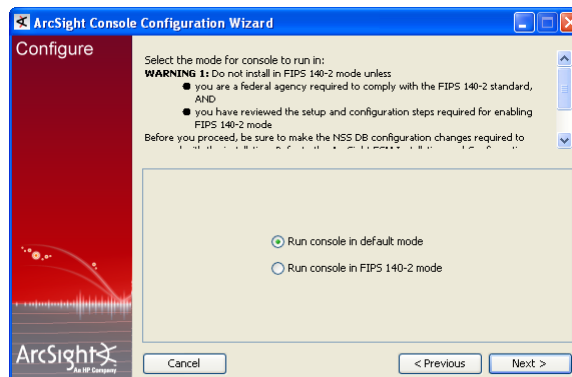 ArcSight Console Configuration Wizard
Configure
Select the mode for console to run in:
WARNING 1: Do not install in FIPS 140-2 mode unless
● you are a federal agency required to comply with the FIPS 140-2 standard,
AND
● you have reviewed the setup and configuration steps required for enabling
FIPS 140-2 mode
Before you proceed, be sure to make the NSS DB configuration changes required to
Run console in default mode
Run console in FIPS 140-2 mode
ArcSight
An HP Company
Cancel
< Previous
Next >